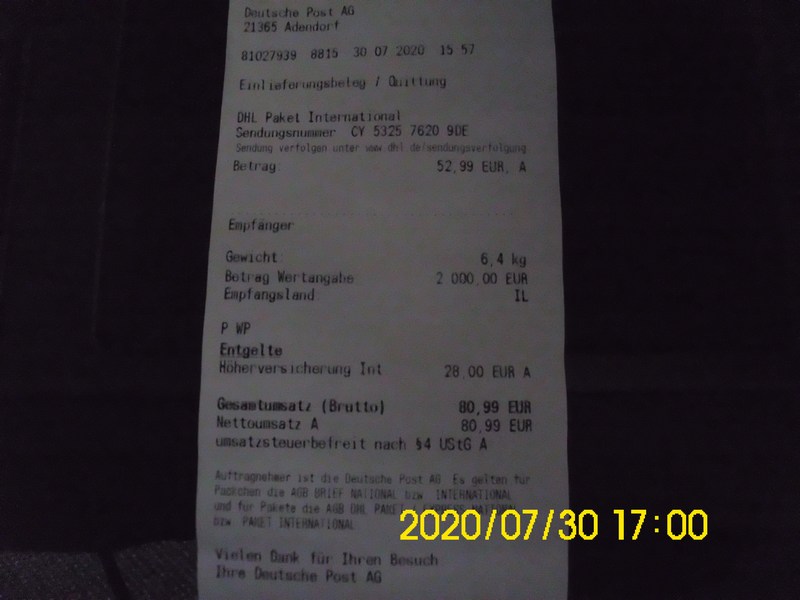 Deutsche Post AG
21365 Adendorf
81027939 8815 30 07 2020 15 57
Einlieferungsbeleg / Quittung
DHL Paket International
Sendungsnummer CY 5325 7620 9DE
Sendung verfolgen unter www.dhl.de/sendungsverfolgung
Betrag 52,99 EUR, A
Empfänger
Gewicht 6,4 kg
Betrag Wertangabe 2 000,00 EUR
Empfangsland IL
P WP
Entgelte
Höherversicherung Int 28,00 EUR A
Gesamtumsatz (Brutto) 80,99 EUR
Nettoumsatz A 80,99 EUR
umsatzsteuerbefreit nach §4 UStG A
Auftragnehmer ist die Deutsche Post AG Es gelten für
Päckchen die AGB BRIEF NATIONAL bzw. INTERNATIONAL
und für Pakete die AGB DHL PAKET / EXPRESS NATIONAL
bzw. PAKET INTERNATIONAL
2020/07/30 17:00
Vielen Dank für Ihren Besuch
Ihre Deutsche Post AG